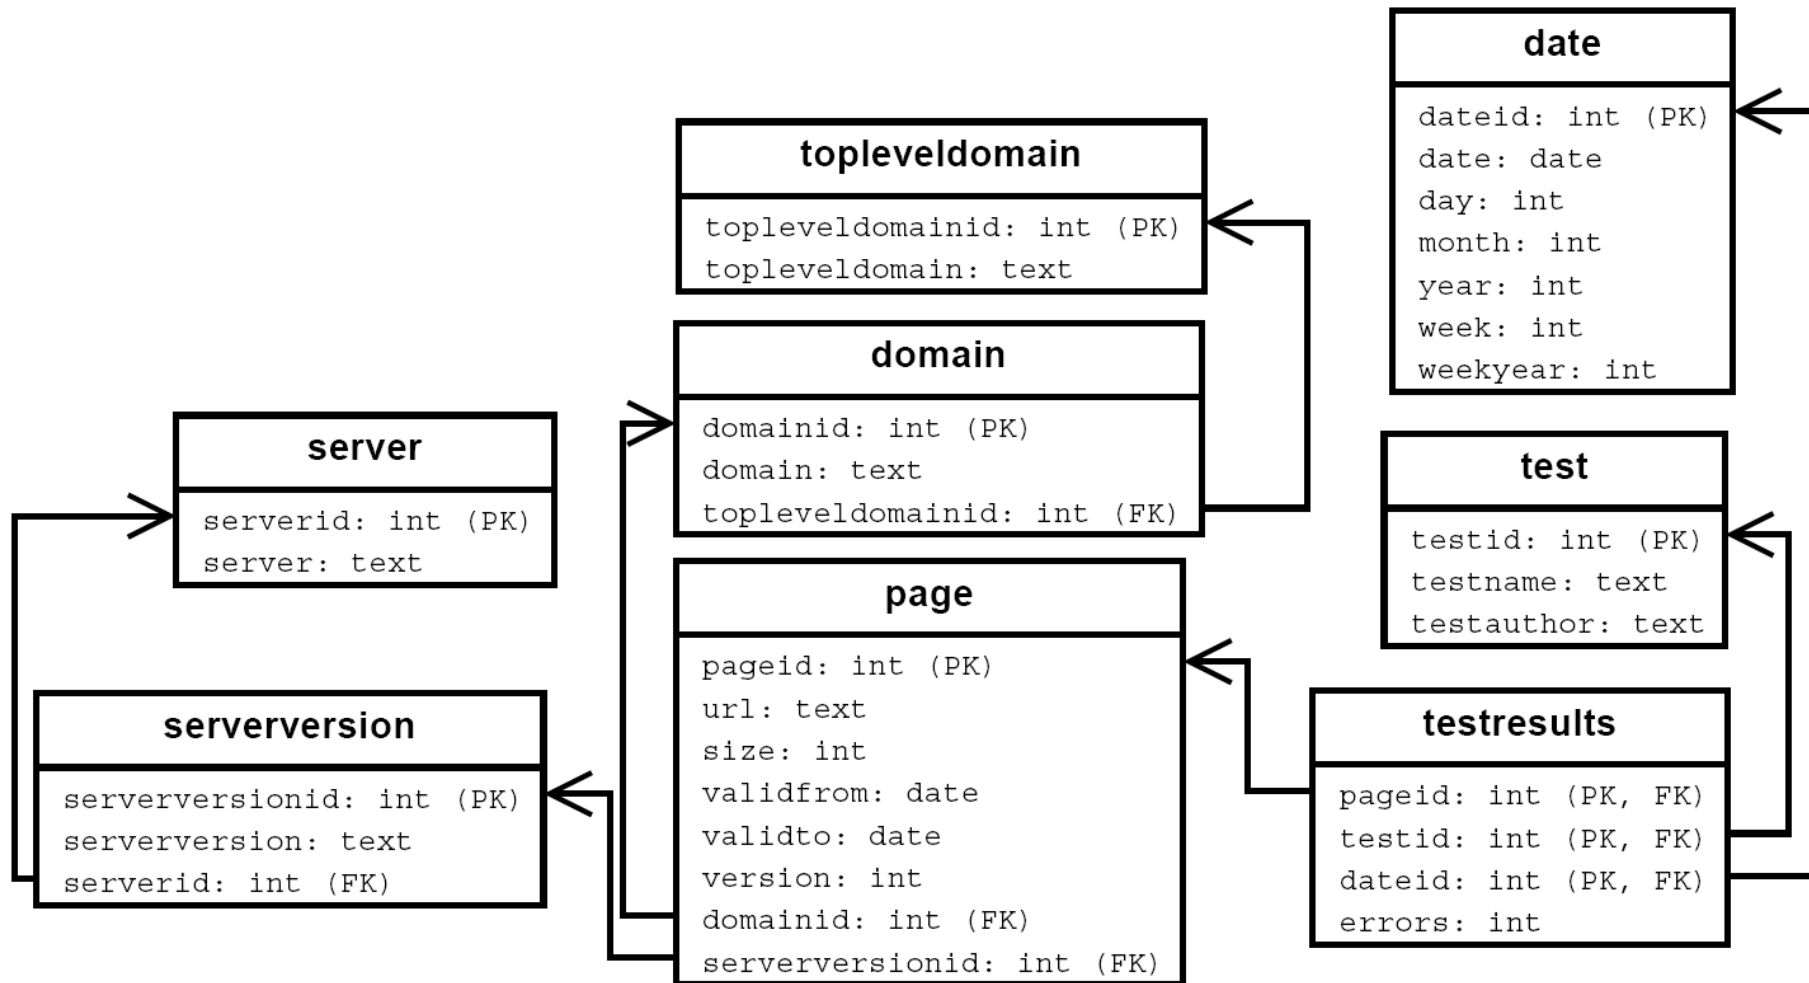 date
dateid: int (PK)
date: date
day: int
month: int
year: int
week: int
weekyear: int
topleveldomain
topleveldomainid: int (PK)
topleveldomain: text
domain
domainid: int (PK)
domain: text
topleveldomainid: int (FK)
server
serverid: int (PK)
server: text
test
testid: int (PK)
testname: text
testauthor: text
page
pageid: int (PK)
url: text
size: int
validfrom: date
validto: date
version: int
domainid: int (FK)
serverversionid: int (FK)
serverversion
serverversionid: int (PK)
serverversion: text
serverid: int (FK)
testresults
pageid: int (PK, FK)
testid: int (PK, FK)
dateid: int (PK, FK)
errors: int